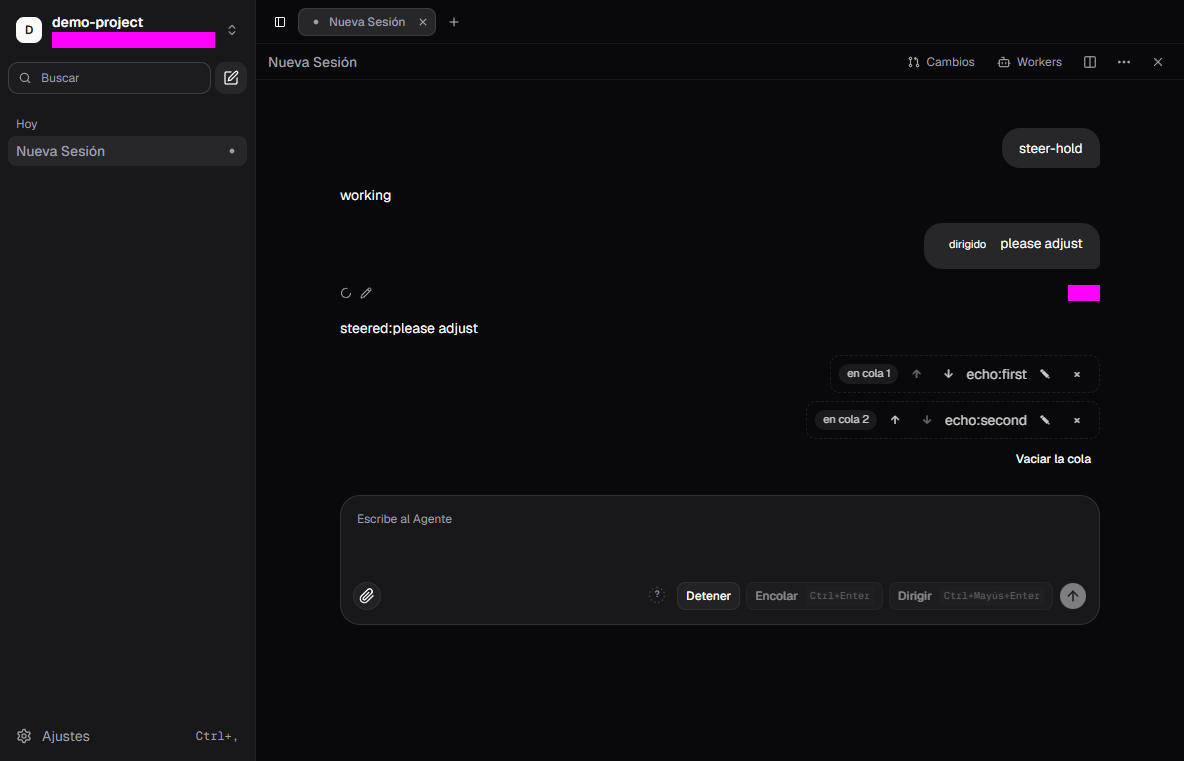 D
demo-project
Buscar
Hoy
Nueva Sesión
Ajustes
Ctrl+,
Nueva Sesión
Nueva Sesión
Cambios
Workers
steer-hold
working
dirigido please adjust
steered:please adjust
en cola 1 echo:first
en cola 2 echo:second
Vaciar la cola
Escribe al Agente
?
Detener
Encolar Ctrl+Enter
Dirigir Ctrl+Mayús+Enter